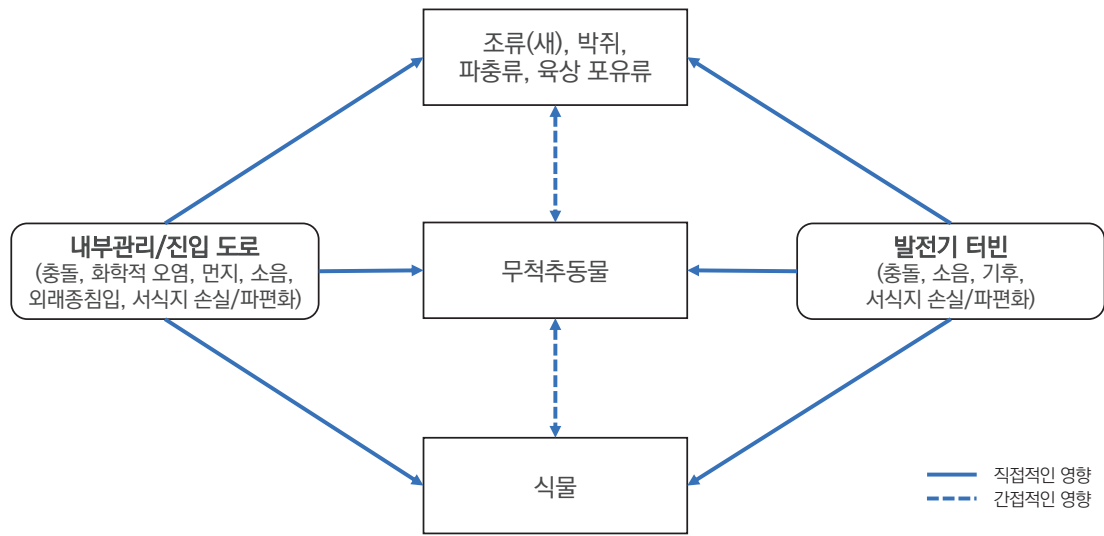 조류(새), 박쥐,
파충류, 육상 포유류
내부관리/진입 도로
(충돌, 화학적 오염, 먼지, 소음,
외래종침입, 서식지 손실/파편화)
무척추동물
발전기 터빈
(충돌, 소음, 기후,
서식지 손실/파편화)
식물
직접적인 영향
간접적인 영향